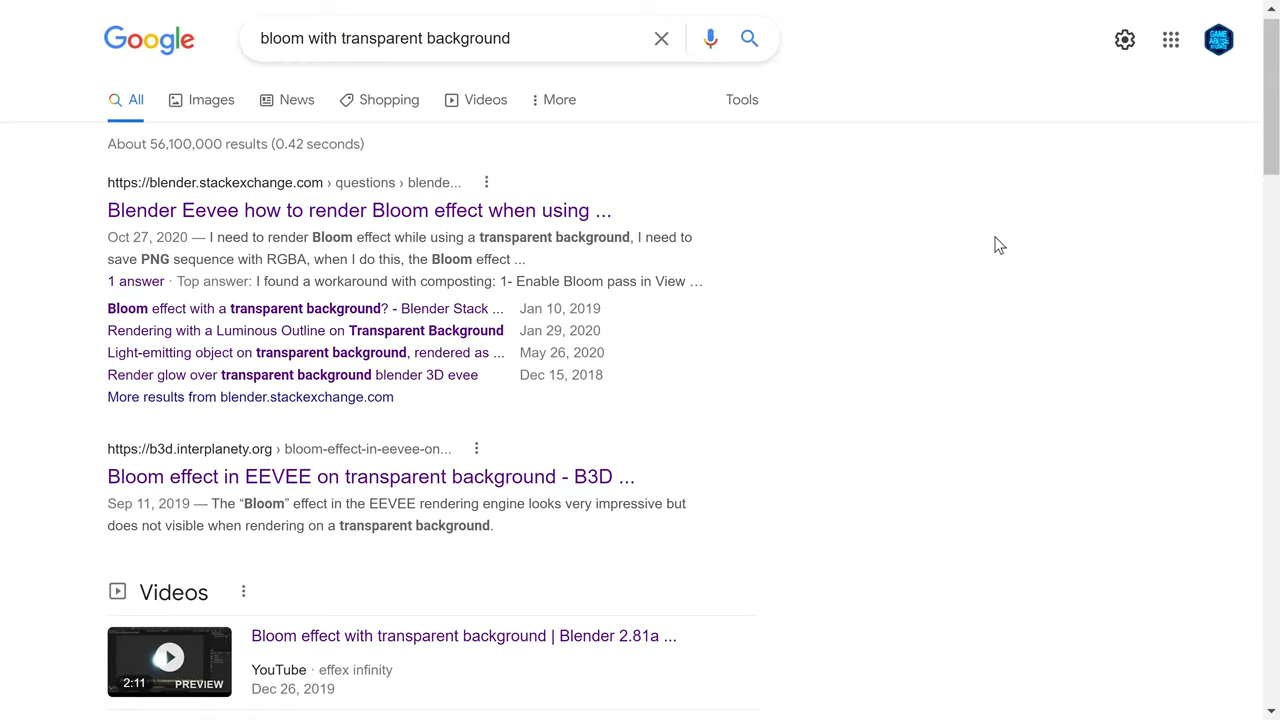 Google bloom with transparent background
GAME ABUSE STUDIOS
All Images News Shopping Videos More Tools
About 56,100,000 results (0.42 seconds)
https://blender.stackexchange.com › questions › blende...
Blender Eevee how to render Bloom effect when using ...
Oct 27, 2020 — I need to render Bloom effect while using a transparent background, I need to
save PNG sequence with RGBA, when I do this, the Bloom effect ...
1 answer · Top answer: I found a workaround with composting: 1- Enable Bloom pass in View ...
Bloom effect with a transparent background? - Blender Stack ... Jan 10, 2019
Rendering with a Luminous Outline on Transparent Background Jan 29, 2020
Light-emitting object on transparent background, rendered as ... May 26, 2020
Render glow over transparent background blender 3D evee Dec 15, 2018
More results from blender.stackexchange.com
https://b3d.interplanety.org › bloom-effect-in-eevee-on...
Bloom effect in EEVEE on transparent background - B3D ...
Sep 11, 2019 — The “Bloom” effect in the EEVEE rendering engine looks very impressive but
does not visible when rendering on a transparent background.
Videos
Bloom effect with transparent background | Blender 2.81a ...
YouTube · effex infinity
2:11 PREVIEW
Dec 26, 2019